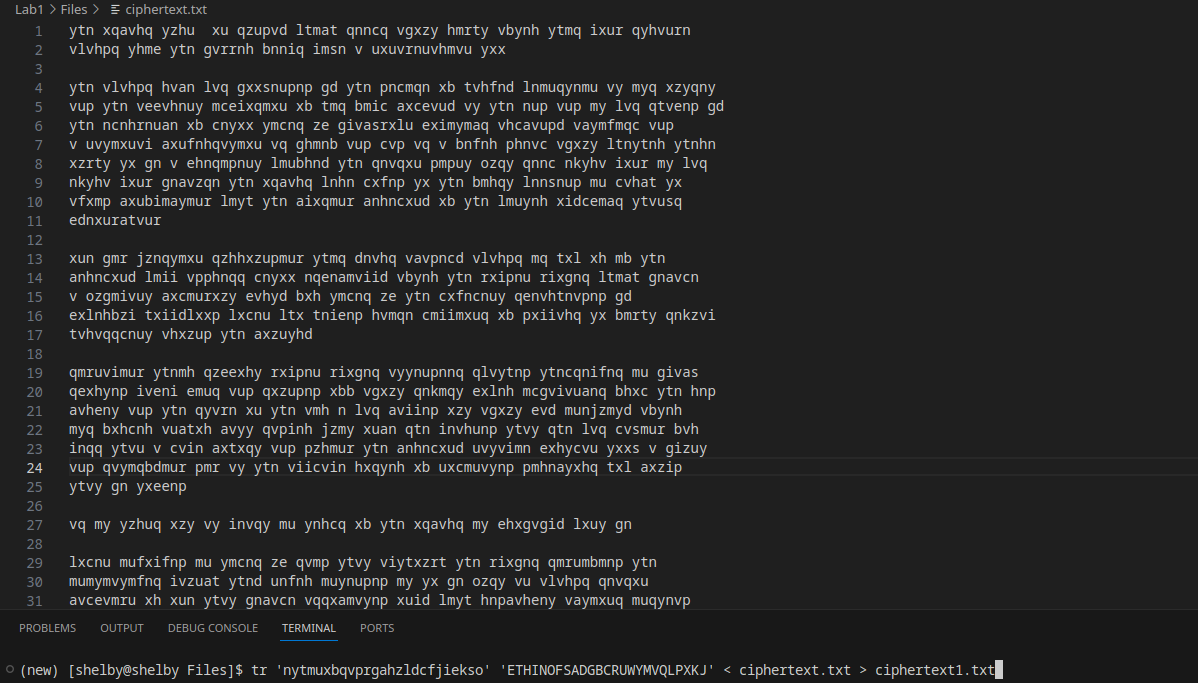 Lab1 > Files > ciphertext.txt
1 ytn xqavhq yzhu  xu qzupvd ltmat qnncq vgxzy hmrty vbynh ytmq ixur qyhvurn
2 vlvhpq yhme ytn gvrrnh bnniq imsn v uxuvrnuvhmvu yxx
3
4 ytn vlvhpq hvan lvq gxxsnupnp gd ytn pncmqn xb tvhfnd lnmuqynmu vy myq xzyqny
5 vup ytn veevhnuy mceixqmxu xb tmq bmic axcevud vy ytn nup vup my lvq qtvenp gd
6 ytn ncnhrnuan xb cnyxx ymcnq ze givasrxlu eximymaq vhcavupd vaymfmqc vup
7 v uvymxuvi axufnhqvymxu vq ghmnb vup cvp vq v bnfnh phnvc vgxzy ltnytnh ytnhn
8 xzrty yx gn v ehnqmpnuy lmubhnd ytn qnvqxu pmpuy ozqy qnnc nkyhv ixur my lvq
9 nkyhv ixur gnavzqn ytn xqavhq lnhn cxfnp yx ytn bmhqy lnnsnup mu cvhat yx
10 vfxmp axubimaymur lmyt ytn aixqmur anhncxud xb ytn lmuynh xidcemaq ytvusq
11 ednxuratvur
12
13 xun gmr jznqymxu qzhhxzupmur ytmq dnvhq vavpncd vlvhpq mq txl xh mb ytn
14 anhncxud lmii vpphnqq cnyxx nqenamviid vbynh ytn rxipnu rixgnq ltmat gnavcn
15 v ozgmivuy axcmurxzy evhyd bxh ymcnq ze ytn cxfncnuy qenvhtnvpnp gd
16 exlnhbzi txiidlxxp lxcnu ltx tnienp hvmqn cmiimxuq xb pxiivhq yx bmrty qnkzvi
17 tvhvqqcnuy vhxzup ytn axzuyhd
18
19 qmruvimur ytnmh qzeexhy rxipnu rixgnq vyynupnnq qlvytnp ytncqnifnq mu givas
20 qexhynp iveni emuq vup qxzupnp xbb vgxzy qnkmqy exlnh mcgvivuanq bhxc ytn hnp
21 avheny vup ytn qyvrn xu ytn vmh n lvq aviinp xzy vgxzy evd munjzmyd vbynh
22 myq bxhcnh vuatxh avyy qvpinh jzmy xuan qtn invhunp ytvy qtn lvq cvsmur bvh
23 inqq ytvu v cvin axtxqy vup pzhmur ytn anhncxud uvyvimn exhycvu yxxs v gizuy
24 vup qvymqbdmur pmr vy ytn viicvin hxqynh xb uxcmuvynp pmhnayxhq txl axzip
25 ytvy gn yxeenp
26
27 vq my yzhuq xzy vy invqy mu ynhcq xb ytn xqavhq my ehxgvgid lxuy gn
28
29 lxcnu mufxifnp mu ymcnq ze qvmp ytvy viytxzrt ytn rixgnq qmrumbmnp ytn
30 mumymvymfnq ivzuat ytnd unfnh muynupnp my yx gn ozqy vu vlvhpq qnvqxu
31 avcevmru xh xun ytvy gnavcn vqqxamvynp xuid lmyt hnpavheny vaymxuq muqynvp
PROBLEMS OUTPUT DEBUG CONSOLE TERMINAL PORTS
(new) [shelby@shelby Files]$ tr 'nytmuxbqvprgahzldcfjiekso' 'ETHINOFSADGBCRUWYMVQLPXKJ' < ciphertext.txt > ciphertext1.txt